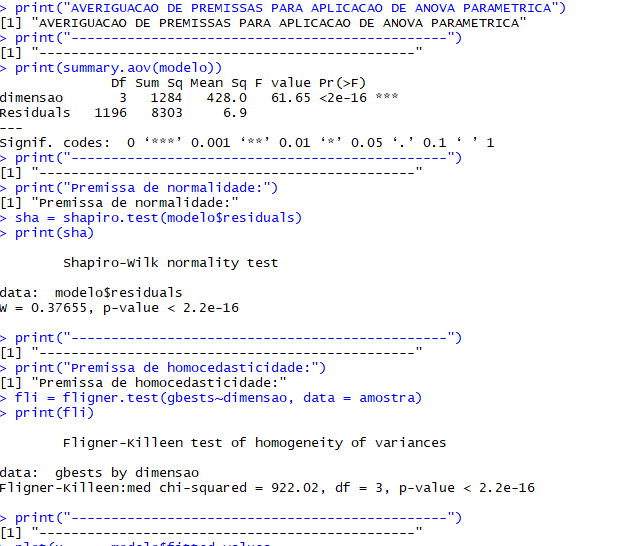 > print("AVERIGUACAO DE PREMISSAS PARA APLICACAO DE ANOVA PARAMETRICA")
[1] "AVERIGUACAO DE PREMISSAS PARA APLICACAO DE ANOVA PARAMETRICA"
> print("-----------------------------------------------")
[1] "-----------------------------------------------"
> print(summary.aov(modelo))
              Df Sum Sq Mean Sq F value Pr(>F)
dimensao       3   1284   428.0   61.65 <2e-16 ***
Residuals   1196   8303     6.9
---
Signif. codes:  0 ‘***’ 0.001 ‘**’ 0.01 ‘*’ 0.05 ‘.’ 0.1 ‘ ’ 1
> print("-----------------------------------------------")
[1] "-----------------------------------------------"
> print("Premissa de normalidade:")
[1] "Premissa de normalidade:"
> sha = shapiro.test(modelo$residuals)
> print(sha)
        Shapiro-Wilk normality test
data:  modelo$residuals
W = 0.37655, p-value < 2.2e-16
> print("-----------------------------------------------")
[1] "-----------------------------------------------"
> print("Premissa de homocedasticidade:")
[1] "Premissa de homocedasticidade:"
> fli = fligner.test(gbests~dimensao, data = amostra)
> print(fli)
        Fligner-Killeen test of homogeneity of variances
data:  gbests by dimensao
Fligner-Killeen:med chi-squared = 922.02, df = 3, p-value < 2.2e-16
> print("-----------------------------------------------")
[1] "-----------------------------------------------"